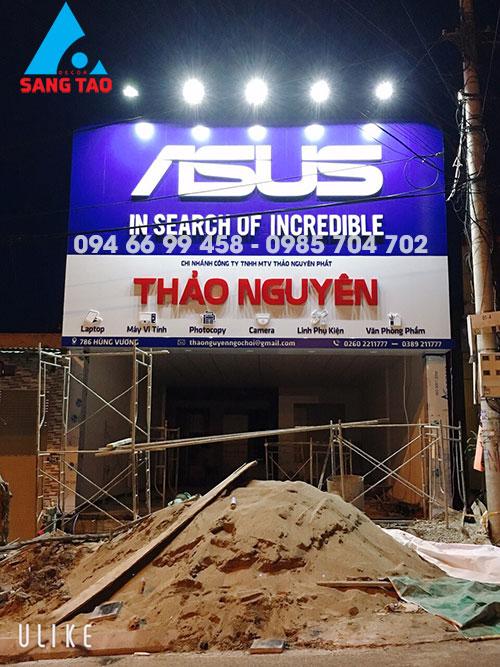 DECOR
SANG TAO
ASUS
IN SEARCH OF INCREDIBLE
094 66 99 458 - 0985 704 702
CHI NHÁNH CÔNG TY TNHH MTV THẢO NGUYÊN PHÁT
THẢO NGUYÊN
Laptop Máy Vi Tính Photocopy Camera Linh Phụ Kiện Văn Phòng Phẩm
786 HÙNG VƯƠNG thaonguyenngochoi@gmail.com 0260 2211777 — 0389 211777
ULIKE